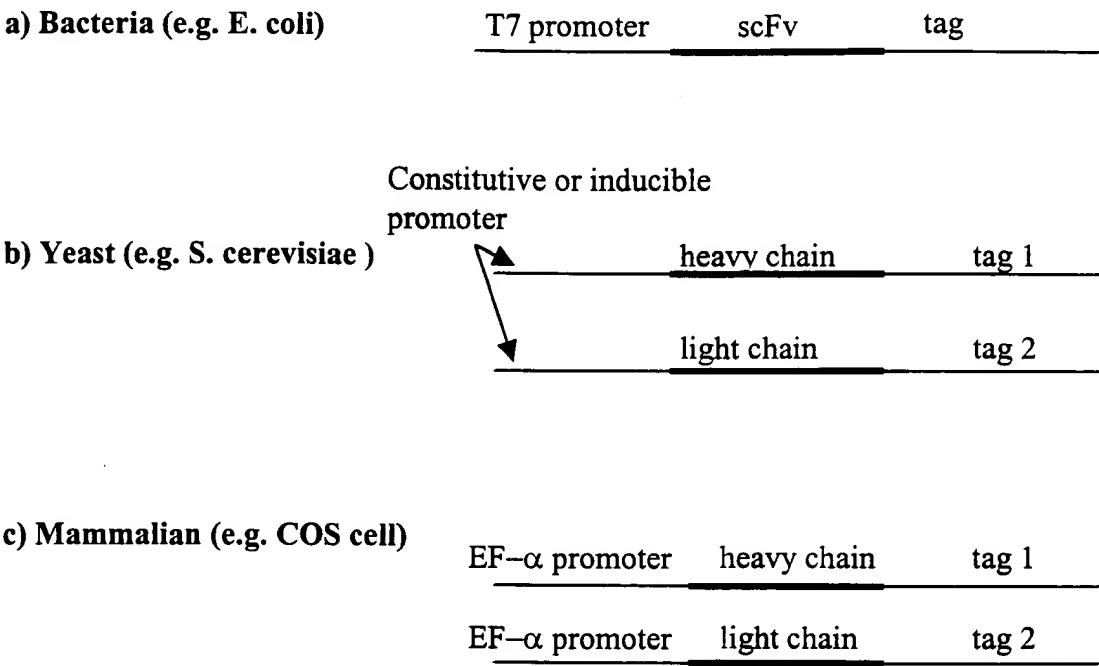 a) Bacteria (e.g. E. coli) T7 promoter scFv tag
Constitutive or inducible
promoter
b) Yeast (e.g. S. cerevisiae ) heavy chain tag 1
light chain tag 2
c) Mammalian (e.g. COS cell)
EF–α promoter heavy chain tag 1
EF–α promoter light chain tag 2